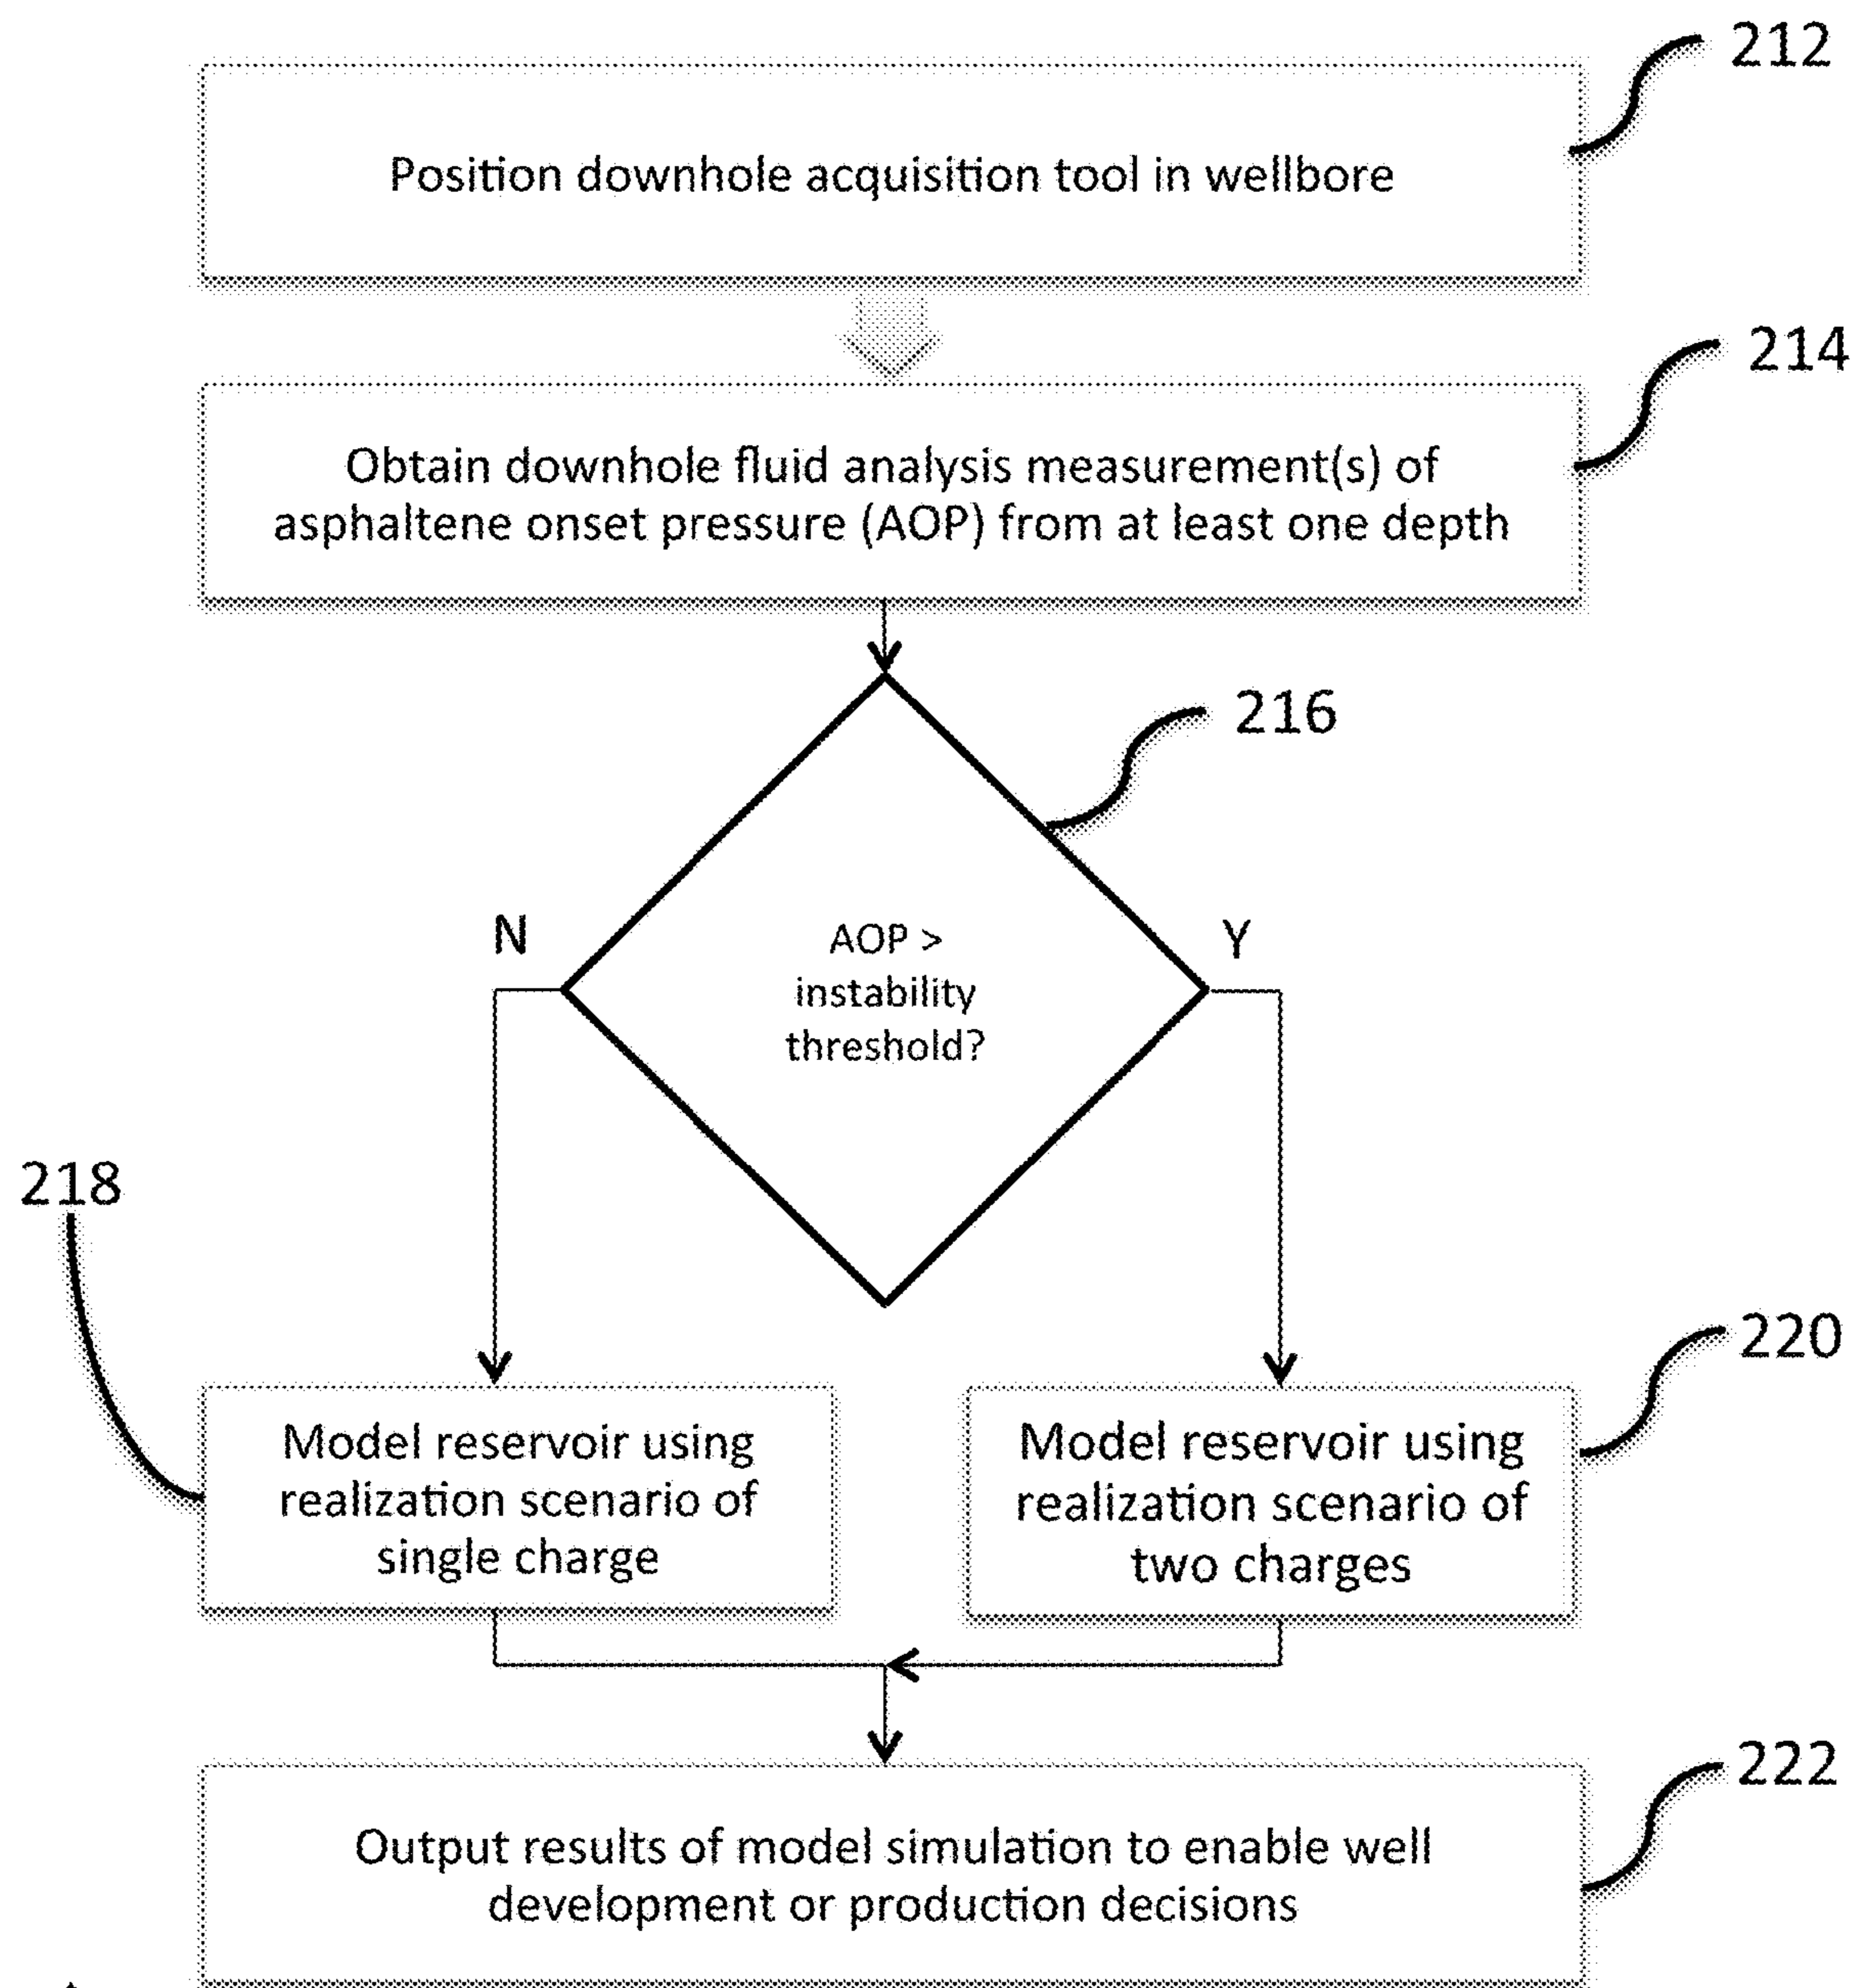 212
Position downhole acquisition tool in wellbore
214
Obtain downhole fluid analysis measurement(s) of
asphaltene onset pressure (AOP) from at least one depth
216
N
Y
AOP >
instability
threshold?
218
220
Model reservoir using
realization scenario of
single charge
Model reservoir using
realization scenario of
two charges
222
Output results of model simulation to enable well
development or production decisions